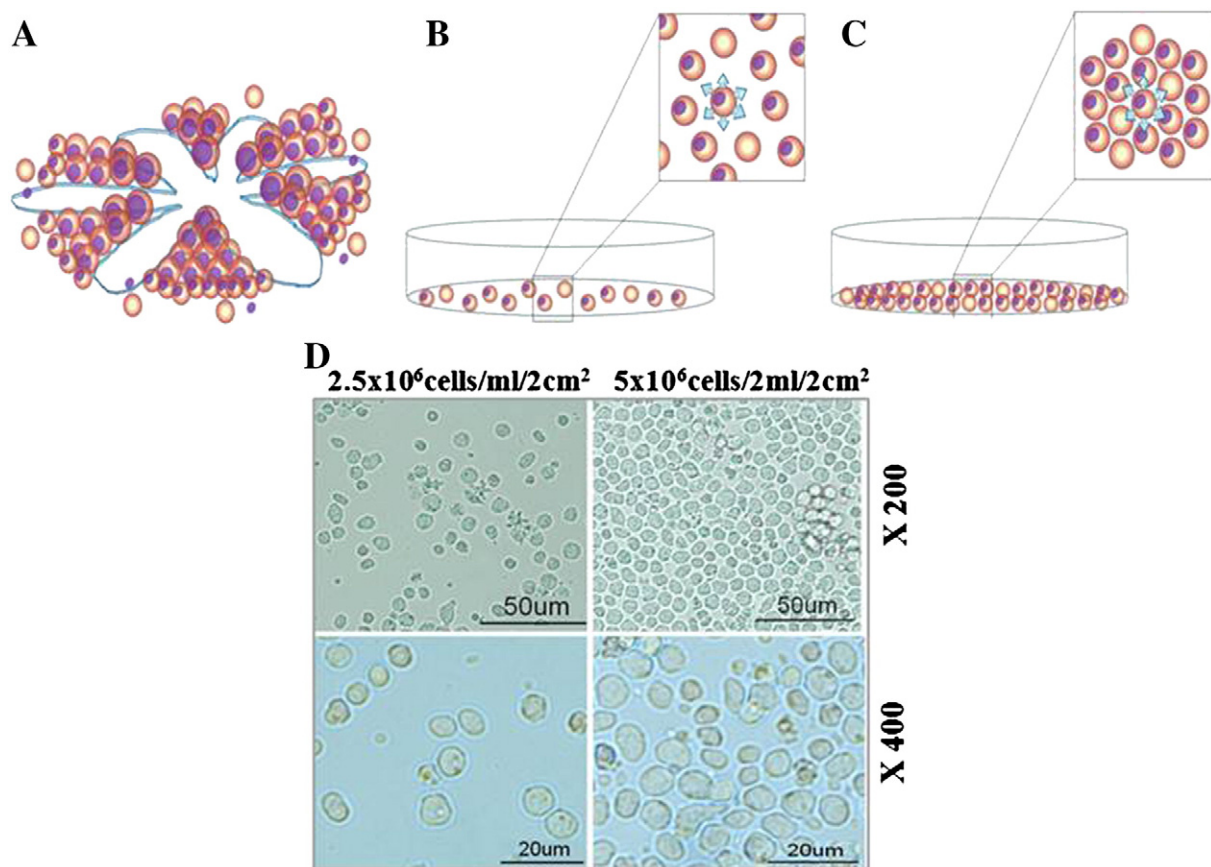 A
B
C
D
2.5x10⁶cells/ml/2cm²
5x10⁶cells/2ml/2cm²
50um
50um
X 200
20um
20um
X 400